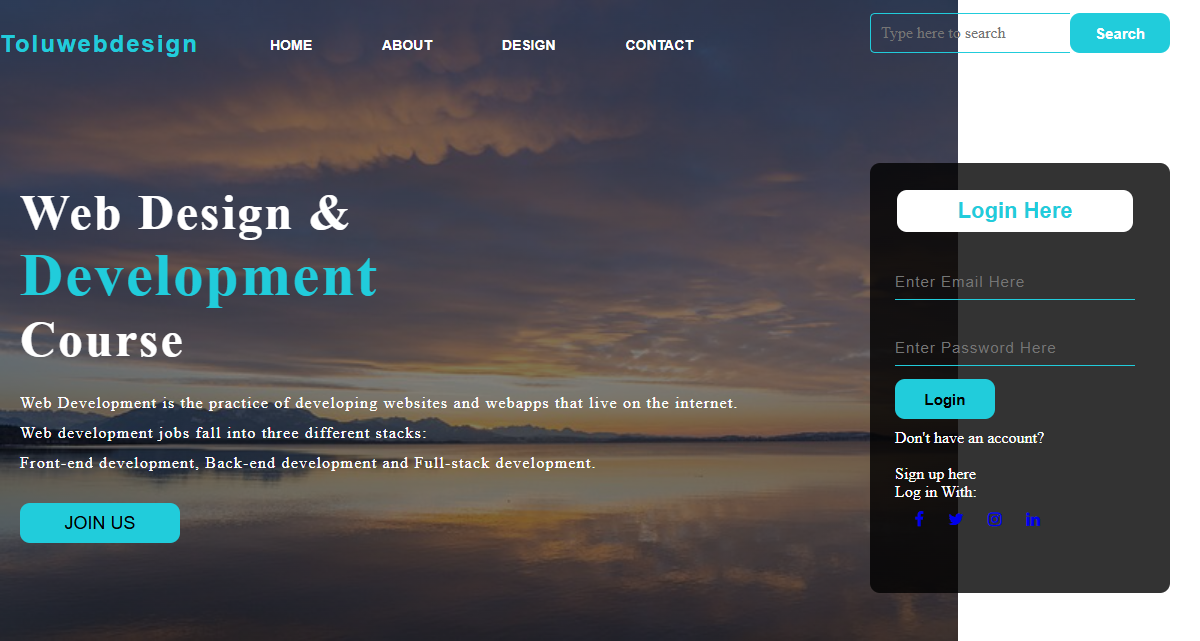 Toluwebdesign
HOME ABOUT DESIGN CONTACT
Type here to search
Search
Web Design &
Development
Course
Web Development is the practice of developing websites and webapps that live on the internet.
Web development jobs fall into three different stacks:
Front-end development, Back-end development and Full-stack development.
JOIN US
Login Here
Enter Email Here
Enter Password Here
Login
Don't have an account?
Sign up here
Log in With: